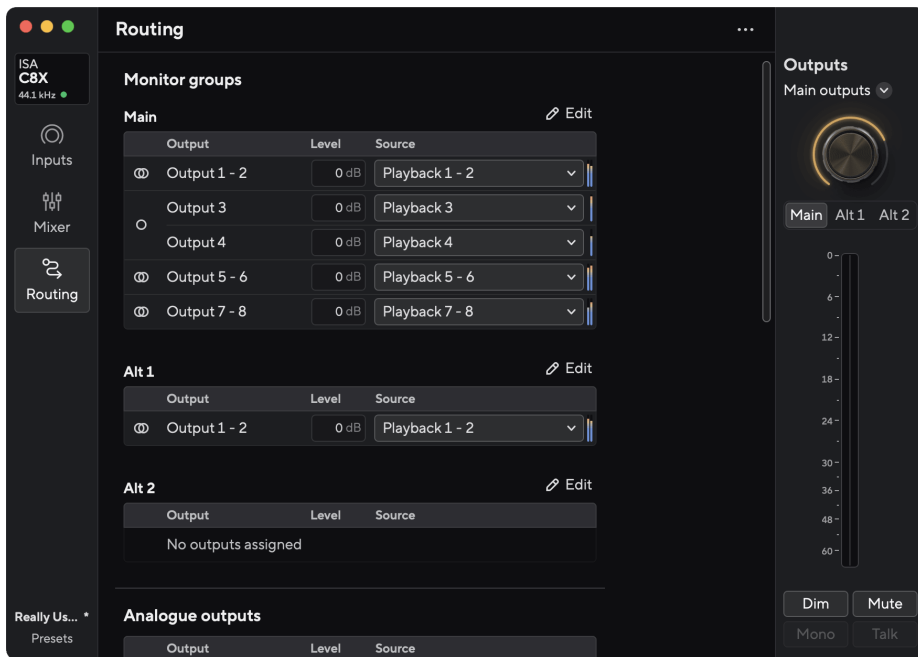 Routing
...
ISA
C8X
44.1 kHz
Inputs
Mixer
Routing
Really Us... *
Presets
Monitor groups
Main
Edit
Output Level Source
Output 1 - 2 0 dB Playback 1 - 2
Output 3 0 dB Playback 3
Output 4 0 dB Playback 4
Output 5 - 6 0 dB Playback 5 - 6
Output 7 - 8 0 dB Playback 7 - 8
Alt 1
Edit
Output Level Source
Output 1 - 2 0 dB Playback 1 - 2
Alt 2
Edit
Output Level Source
No outputs assigned
Analogue outputs
Output Level Source
Outputs
Main outputs
Main Alt 1 Alt 2
0
6
12
18
24
30
36
48
60
Dim Mute
Mono Talk